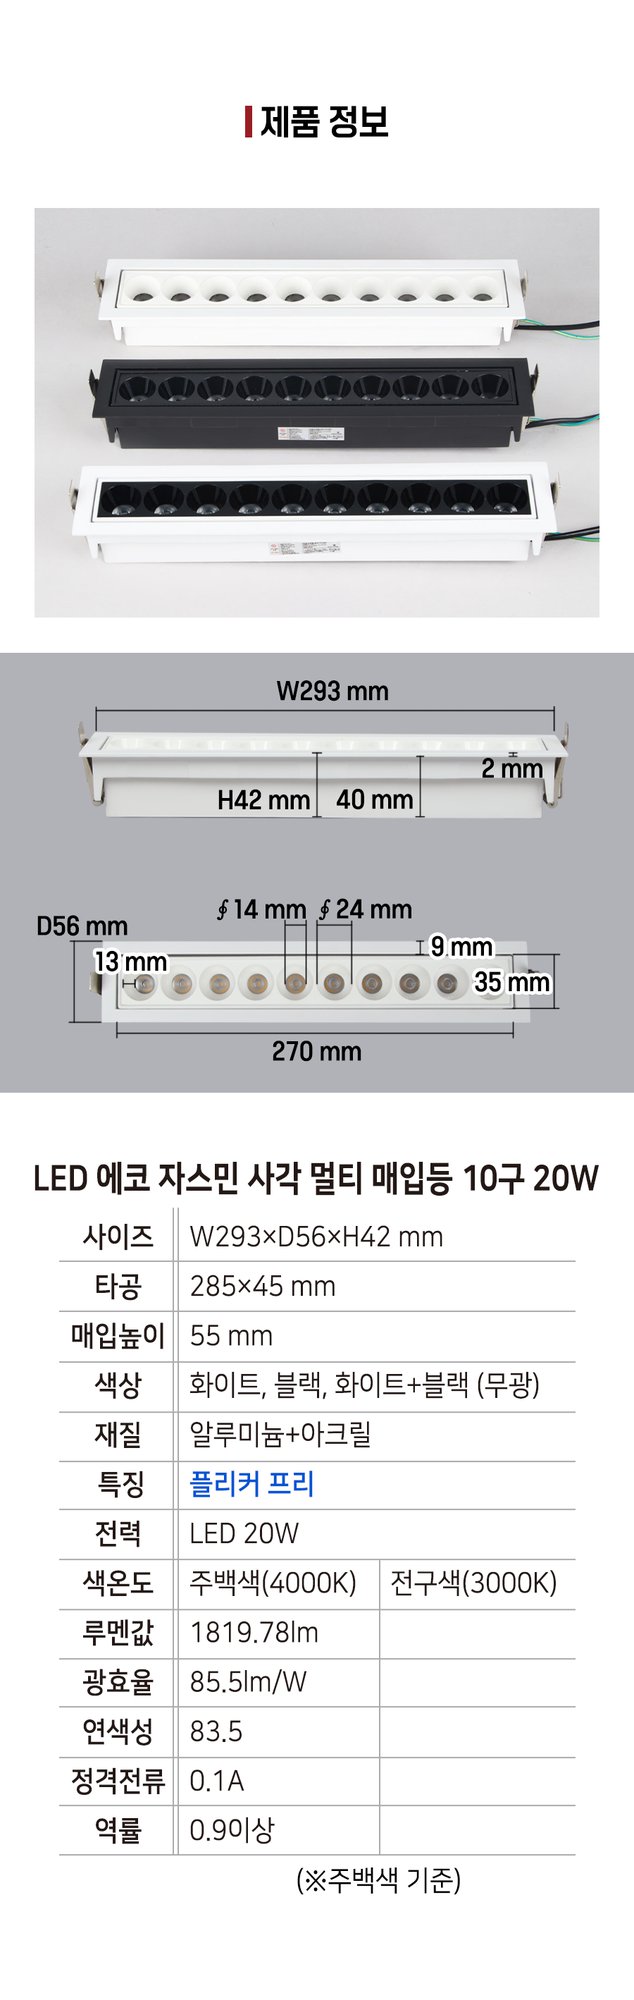 제품 정보
W293 mm
2 mm
H42 mm
40 mm
D56 mm
∮14 mm
∮24 mm
9 mm
13 mm
35 mm
270 mm
LED 에코 자스민 사각 멀티 매입등 10구 20W
사이즈 W293×D56×H42 mm
타공 285×45 mm
매입높이 55 mm
색상 화이트, 블랙, 화이트+블랙 (무광)
재질 알루미늄+아크릴
특징 플리커 프리
전력 LED 20W
색온도 주백색(4000K) 전구색(3000K)
루멘값 1819.78lm
광효율 85.5lm/W
연색성 83.5
정격전류 0.1A
역률 0.9이상
(※주백색 기준)